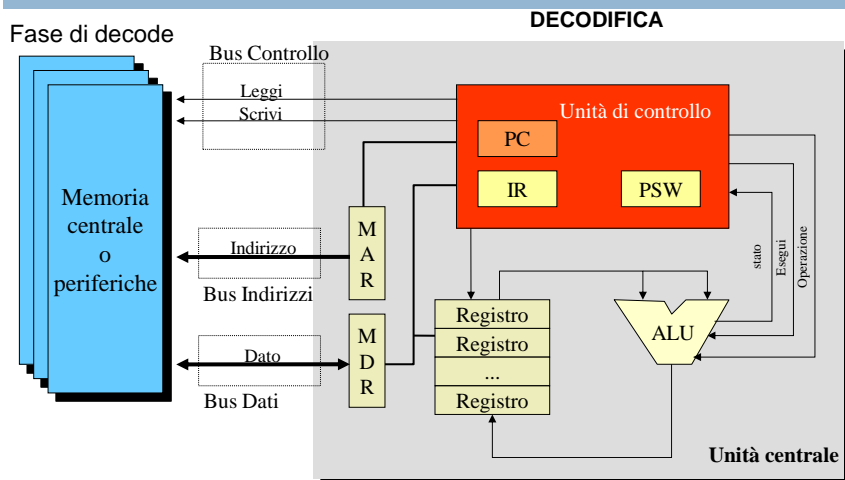 DECODIFICA
Fase di decode
Bus Controllo
Leggi
Scrivi
Unità di controllo
PC
IR
PSW
Memoria
centrale
o
periferiche
M
A
R
Indirizzo
Bus Indirizzi
stato
Esegui
Operazione
Registro
Registro
...
Registro
ALU
M
D
R
Dato
Bus Dati
Unità centrale